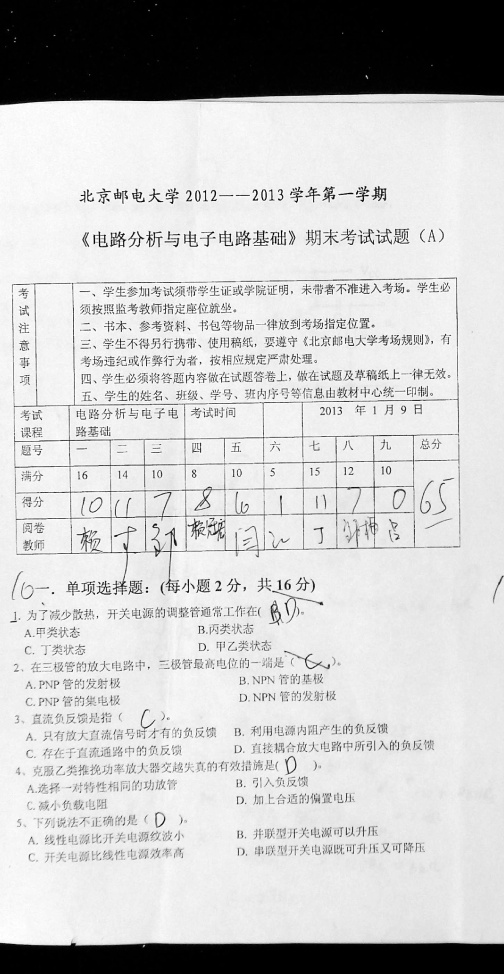 北京邮电大学 2012——2013 学年第一学期
《电路分析与电子电路基础》期末考试试题（A）
考试注意事项
一、学生参加考试须带学生证或学院证明，未带者不准进入考场。学生必
须按照监考教师指定座位就坐。
二、书本、参考资料、书包等物品一律放到考场指定位置。
三、学生不得另行携带、使用稿纸，要遵守《北京邮电大学考场规则》，有
考场违纪或作弊行为者，按相应规定严肃处理。
四、学生必须将答题内容做在试题答卷上，做在试题及草稿纸上一律无效。
五、学生的姓名、班级、学号、班内序号等信息由教材中心统一印制。
考试课程 电路分析与电子电路基础 考试时间 2013 年 1 月 9 日
题号 一 二 三 四 五 六 七 八 九 总分
满分 16 14 10 8 10 5 15 12 10
得分 10 11 7 8 10... 1 11 7 0 65
阅卷教师
10 一．单项选择题：(每小题 2 分，共 16 分)
1. 为了减少散热，开关电源的调整管通常工作在( D )。
A.甲类状态 B.丙类状态
C. 丁类状态 D. 甲乙类状态
2、在三极管的放大电路中，三极管最高电位的一端是（ C ）。
A. PNP 管的发射极 B. NPN 管的基极
C. PNP 管的集电极 D. NPN 管的发射极
3、直流负反馈是指（ C ）。
A. 只有放大直流信号时才有的负反馈 B. 利用电源内阻产生的负反馈
C. 存在于直流通路中的负反馈 D. 直接耦合放大电路中所引入的负反馈
4、克服乙类推挽功率放大器交越失真的有效措施是( D )。
A.选择一对特性相同的功放管 B. 引入负反馈
C.减小负载电阻 D. 加上合适的偏置电压
5、下列说法不正确的是（ D ）。
A. 线性电源比开关电源纹波小 B. 并联型开关电源可以升压
C. 开关电源比线性电源效率高 D. 串联型开关电源既可升压又可降压